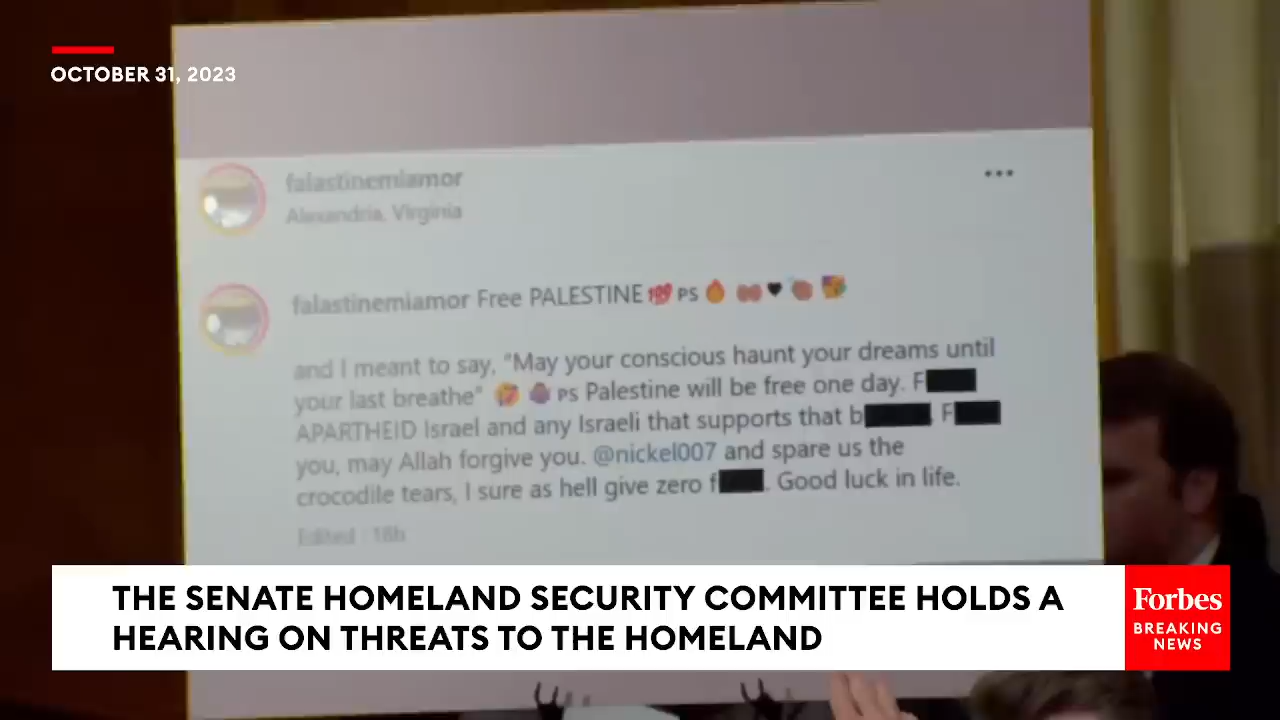 OCTOBER 31, 2023
falastinemiamor
Alexandria, Virginia
falastinemiamor Free PALESTINE 💯 PS 🔥 🤲🏾 🖤
and I meant to say, "May your conscious haunt your dreams until
your last breathe" PS Palestine will be free one day. F
APARTHEID Israel and any Israeli that supports that b . F
you, may Allah forgive you. @nickel007 and spare us the
crocodile tears, I sure as hell give zero f . Good luck in life.
Edited · 18h
THE SENATE HOMELAND SECURITY COMMITTEE HOLDS A
HEARING ON THREATS TO THE HOMELAND
Forbes
BREAKING
NEWS